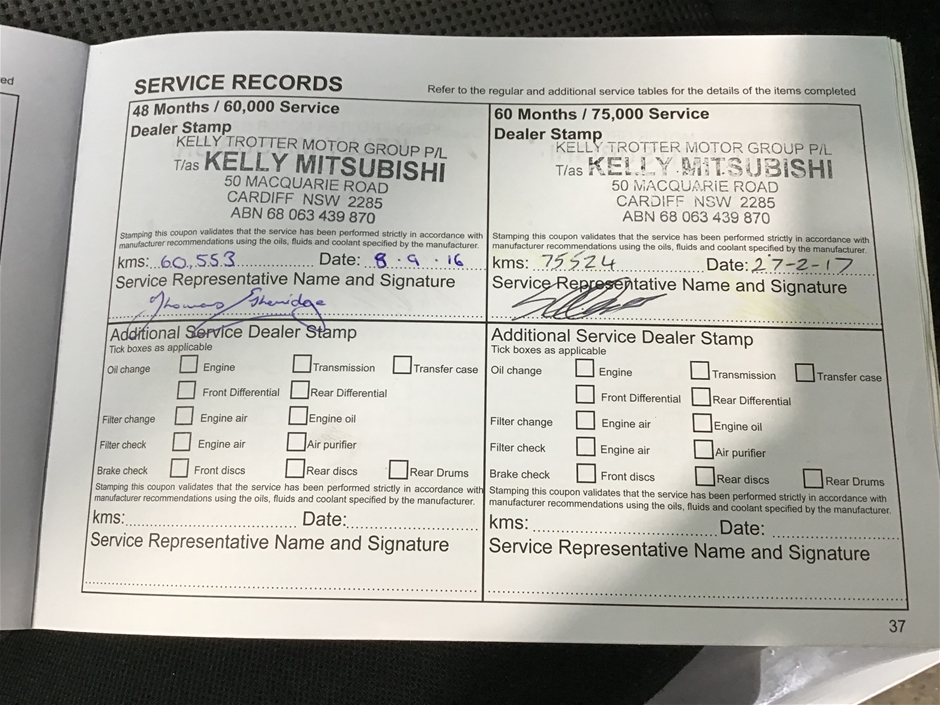 ed
SERVICE RECORDS
Refer to the regular and additional service tables for the details of the items completed
48 Months / 60,000 Service
Dealer Stamp
KELLY TROTTER MOTOR GROUP P/L
T/as KELLY MITSUBISHI
50 MACQUARIE ROAD
CARDIFF NSW 2285
ABN 68 063 439 870
Stamping this coupon validates that the service has been performed strictly in accordance with
manufacturer recommendations using the oils, fluids and coolant specified by the manufacturer.
kms: 60,553 Date: 8.9.16
Service Representative Name and Signature
Thomas
Additional Service Dealer Stamp
Tick boxes as applicable
Oil change Engine Transmission Transfer case
Front Differential Rear Differential
Filter change Engine air Engine oil
Filter check Engine air Air purifier
Brake check Front discs Rear discs Rear Drums
Stamping this coupon validates that the service has been performed strictly in accordance with
manufacturer recommendations using the oils, fluids and coolant specified by the manufacturer.
kms: Date:
Service Representative Name and Signature
60 Months / 75,000 Service
Dealer Stamp
KELLY TROTTER MOTOR GROUP P/L
T/as KELLY MITSUBISHI
50 MACQUARIE ROAD
CARDIFF NSW 2285
ABN 68 063 439 870
Stamping this coupon validates that the service has been performed strictly in accordance with
manufacturer recommendations using the oils, fluids and coolant specified by the manufacturer.
kms: 75524 Date: 27-2-17
Service Representative Name and Signature
Additional Service Dealer Stamp
Tick boxes as applicable
Oil change Engine Transmission Transfer case
Front Differential Rear Differential
Filter change Engine air Engine oil
Filter check Engine air Air purifier
Brake check Front discs Rear discs Rear Drums
Stamping this coupon validates that the service has been performed strictly in accordance with
manufacturer recommendations using the oils, fluids and coolant specified by the manufacturer.
kms: Date:
Service Representative Name and Signature
37